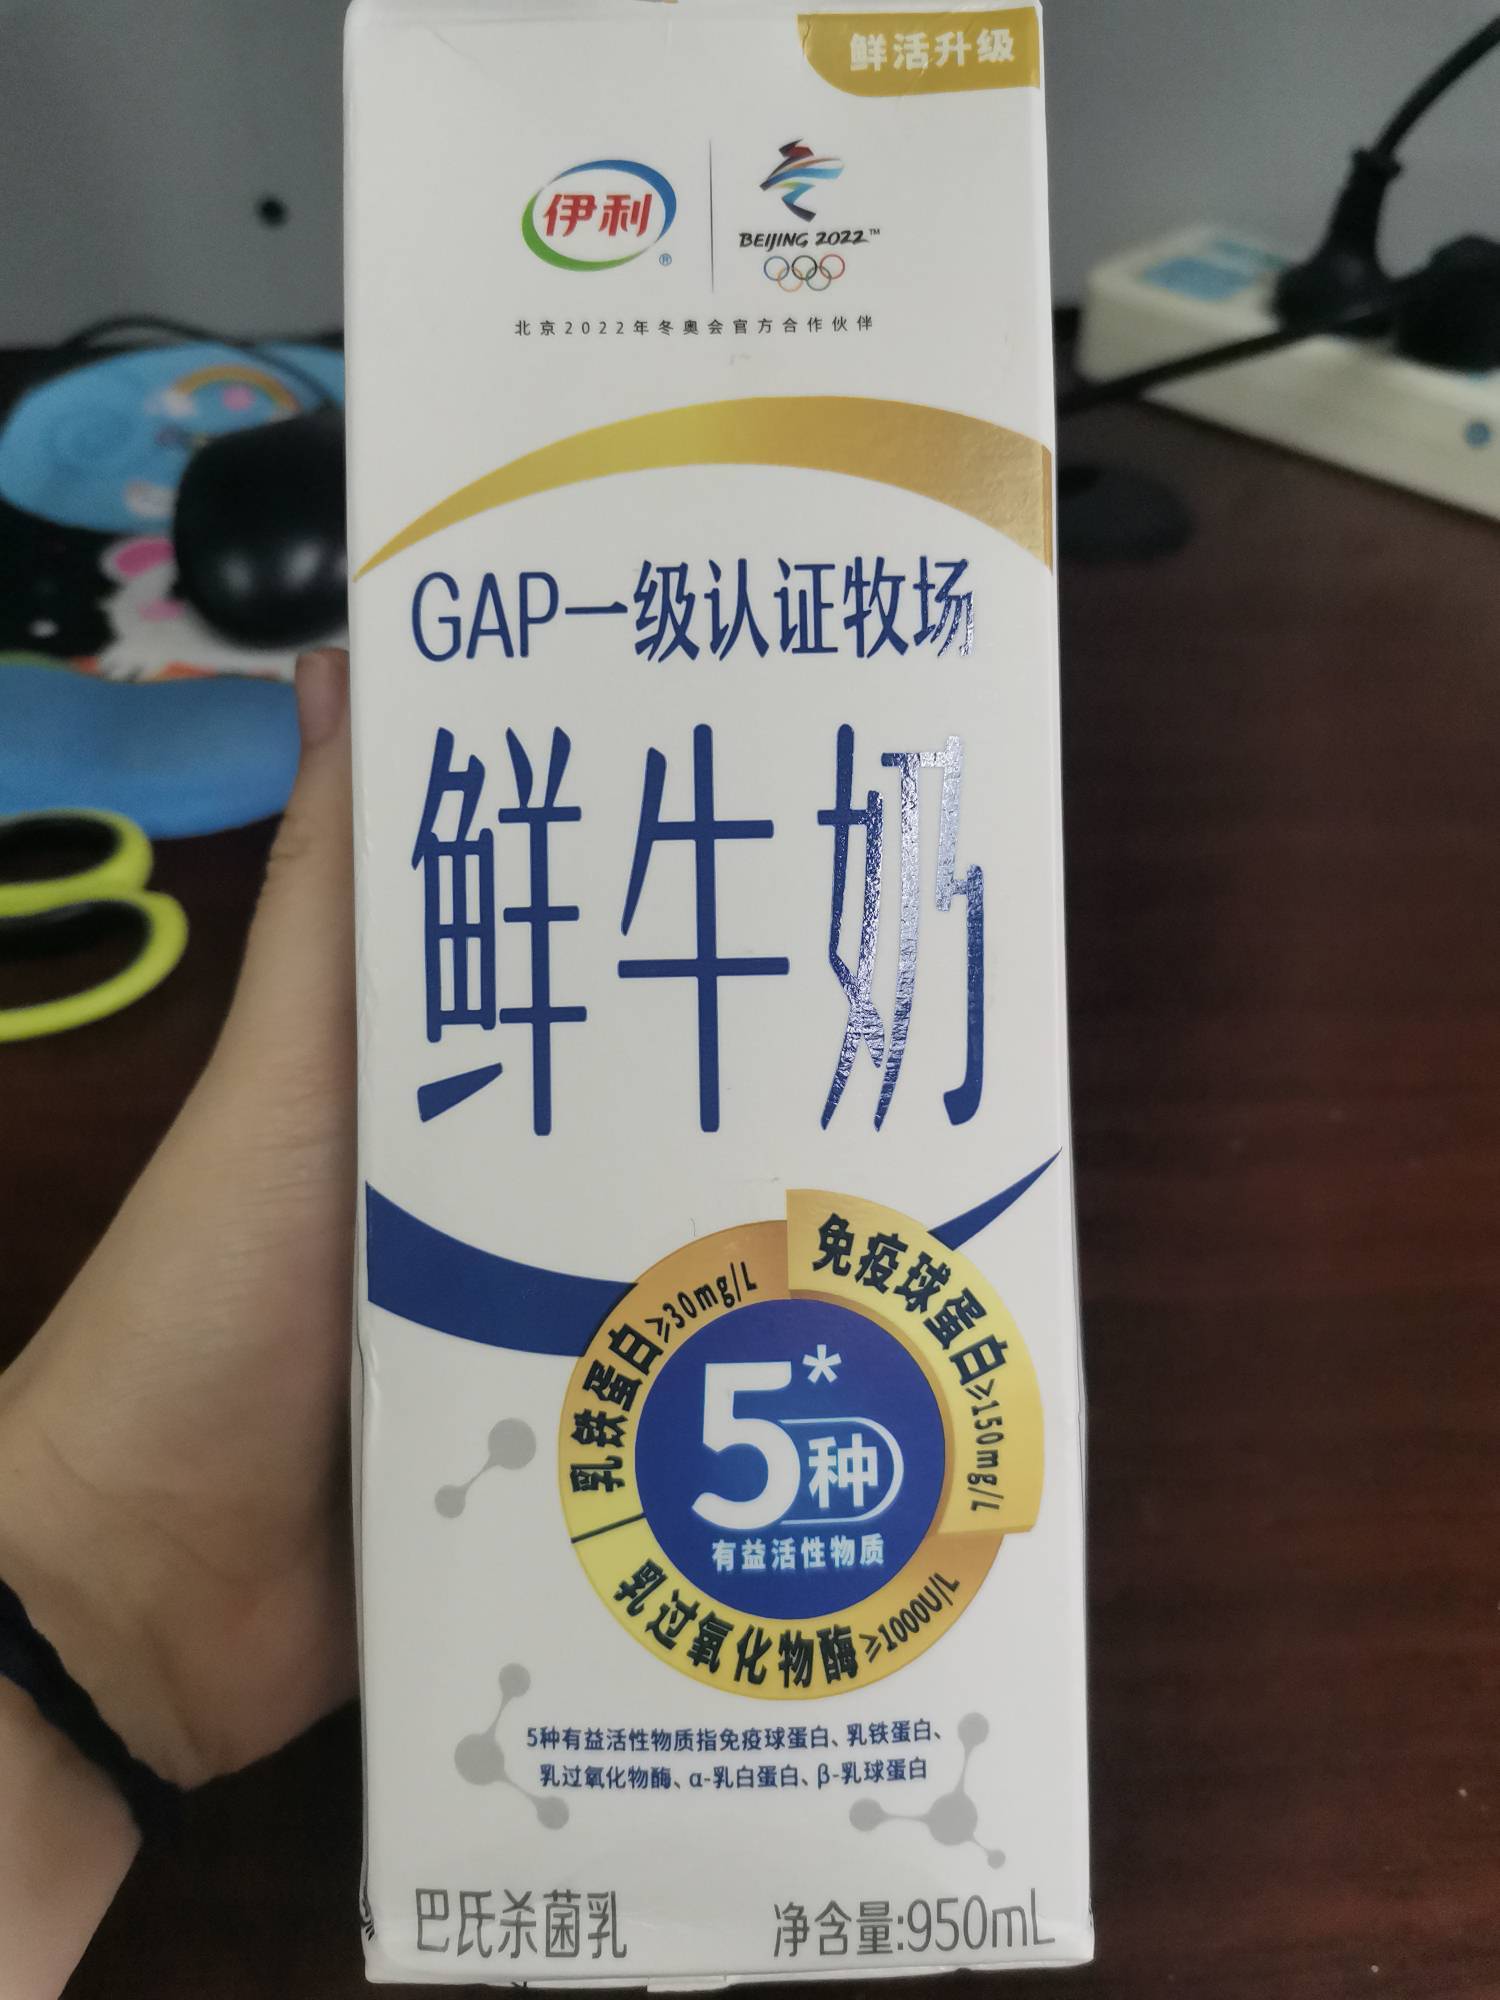 鲜活升级
伊利
®
BEIJING 2022™
北京2022年冬奥会官方合作伙伴
GAP一级认证牧场
鲜牛奶
免疫球蛋白≥150mg/L
乳铁蛋白≥30mg/L
5*种
有益活性物质
乳过氧化物酶≥1000U/L
5种有益活性物质指免疫球蛋白、乳铁蛋白、
乳过氧化物酶、α-乳白蛋白、β-乳球蛋白
巴氏杀菌乳
净含量:950mL